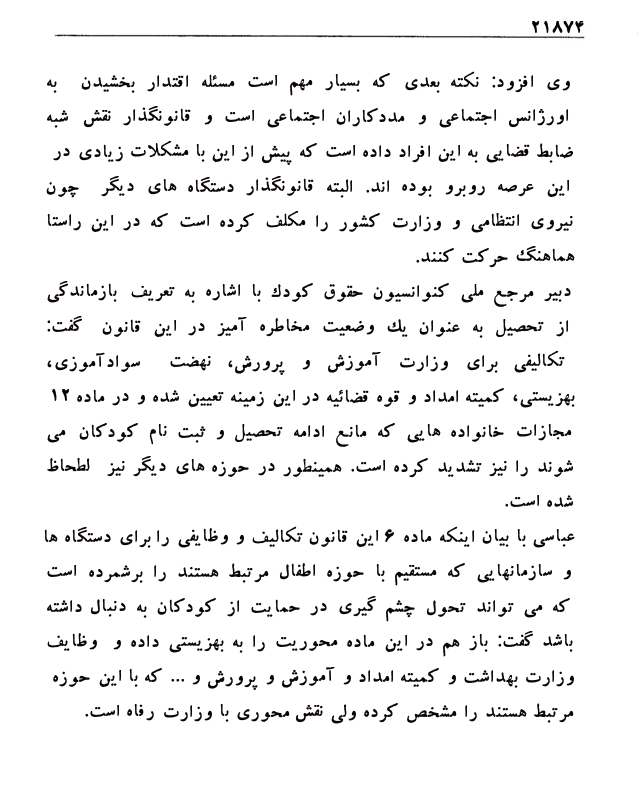 ۲۱۸۷۴
وی افزود: نکته بعدی که بسیار مهم است مسئله اقتدار بخشیدن به
اورژانس اجتماعی و مددکاران اجتماعی است و قانونگذار نقش شبه
ضابط قضایی به این افراد داده است که پیش از این با مشکلات زیادی در
این عرصه روبرو بوده اند. البته قانونگذار دستگاه های دیگر چون
نیروی انتظامی و وزارت کشور را مکلف کرده است که در این راستا
هماهنگ حرکت کنند.
دبیر مرجع ملی کنوانسیون حقوق کودك با اشاره به تعریف بازماندگی
از تحصیل به عنوان یك وضعیت مخاطره آمیز در این قانون گفت:
تکالیفی برای وزارت آموزش و پرورش، نهضت سوادآموزی،
بهزیستی، کمیته امداد و قوه قضائیه در این زمینه تعیین شده و در ماده ۱۲
مجازات خانواده هایی که مانع ادامه تحصیل و ثبت نام کودکان می
شوند را نیز تشدید کرده است. همینطور در حوزه های دیگر نیز لطحاظ
شده است.
عباسی با بیان اینکه ماده ۶ این قانون تکالیف و وظایفی را برای دستگاه ها
و سازمانهایی که مستقیم با حوزه اطفال مرتبط هستند را برشمرده است
که می تواند تحول چشم گیری در حمایت از کودکان به دنبال داشته
باشد گفت: باز هم در این ماده محوریت را به بهزیستی داده و وظایف
وزارت بهداشت و کمیته امداد و آموزش و پرورش و ... که با این حوزه
مرتبط هستند را مشخص کرده ولی نقش محوری با وزارت رفاه است.